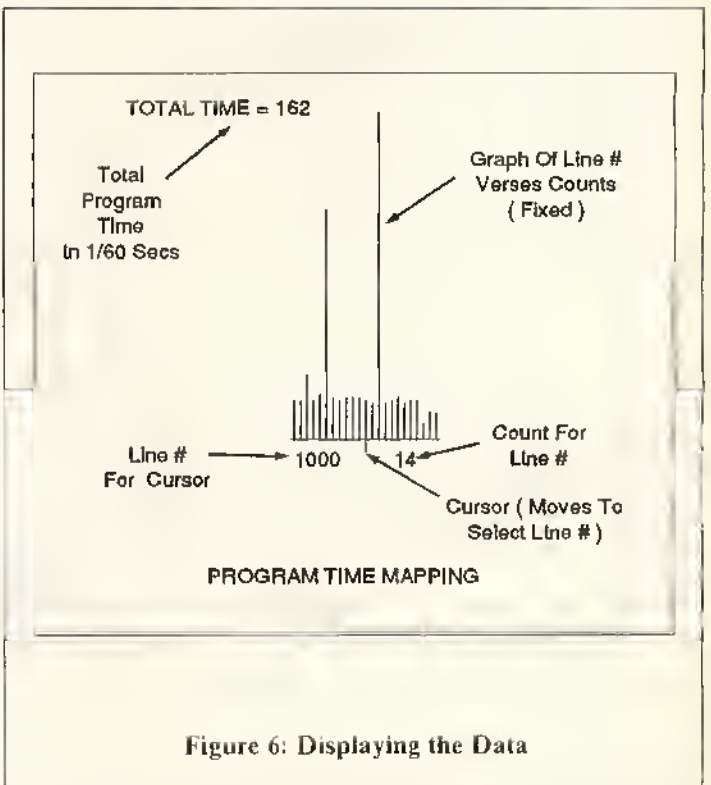 TOTAL TIME = 162
Total
Program
Time
In 1/60 Secs
Graph Of Line #
Verses Counts
( Fixed )
Line #
For Cursor
1000
14
Count For
Line #
Cursor ( Moves To
Select Line # )
PROGRAM TIME MAPPING
Figure 6: Displaying the Data